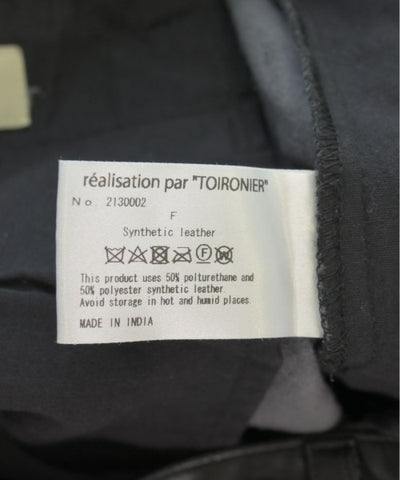 réalisation par "TOIRONIER"
No. 2130002
F
Synthetic leather
F W
This product uses 50% polturethane and
50% polyester synthetic leather.
Avoid storage in hot and humid places.
MADE IN INDIA